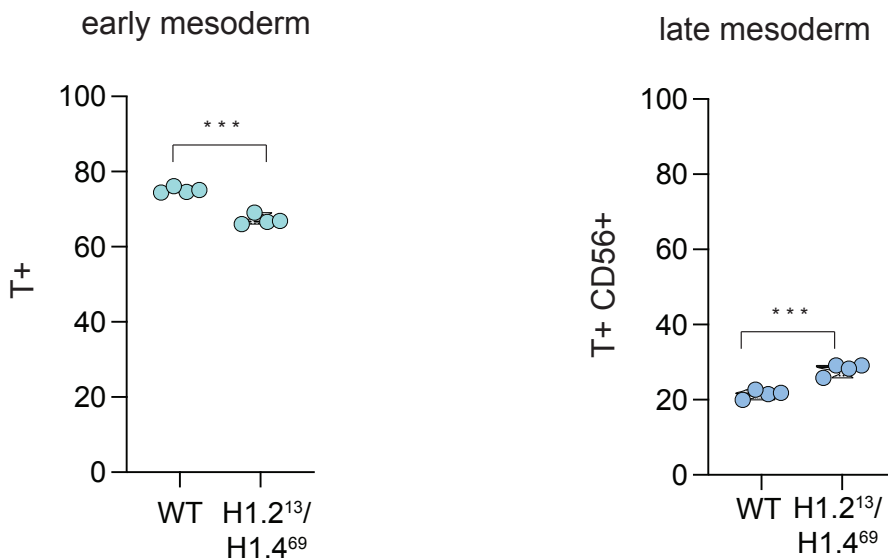 early mesoderm
T+
100
80
60
40
20
0
* * *
WT
H1.2¹³/
H1.4⁶⁹
late mesoderm
T+ CD56+
100
80
60
40
20
0
* * *
WT
H1.2¹³/
H1.4⁶⁹